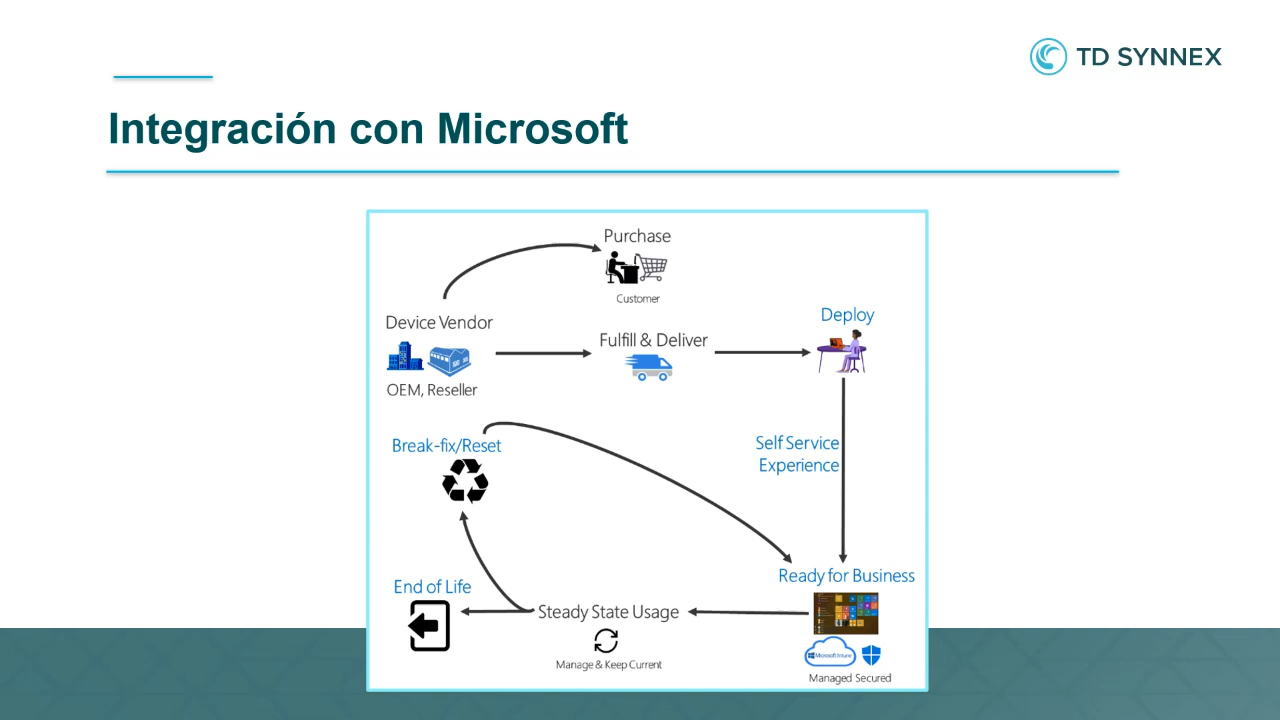 TD SYNNEX
Integración con Microsoft
Purchase
Customer
Device Vendor
OEM, Reseller
Fulfill & Deliver
Deploy
Break-fix/Reset
Self Service
Experience
End of Life
Steady State Usage
Manage & Keep Current
Ready for Business
Microsoft Intune
Managed Secured